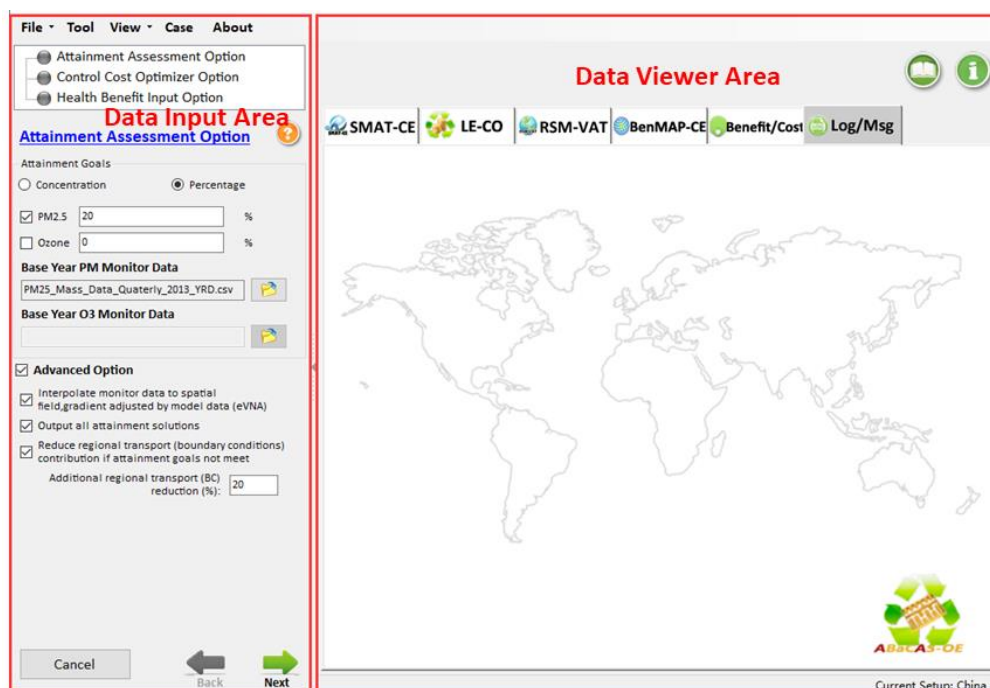 File Tool View Case About
Attainment Assessment Option
Control Cost Optimizer Option
Health Benefit Input Option
Data Input Area
Attainment Assessment Option
?
Attainment Goals
Concentration Percentage
PM2.5 20 %
Ozone 0 %
Base Year PM Monitor Data
PM25_Mass_Data_Quaterly_2013_YRD.csv
Base Year O3 Monitor Data
Advanced Option
Interpolate monitor data to spatial
field,gradient adjusted by model data (eVNA)
Output all attainment solutions
Reduce regional transport (boundary conditions)
contribution if attainment goals not meet
Additional regional transport (BC)
reduction (%): 20
Cancel Back Next
Data Viewer Area
i
SMAT-CE LE-CO RSM-VAT BenMAP-CE Benefit/Cost Log/Msg
ABaCAS-OE
Current Setup: China